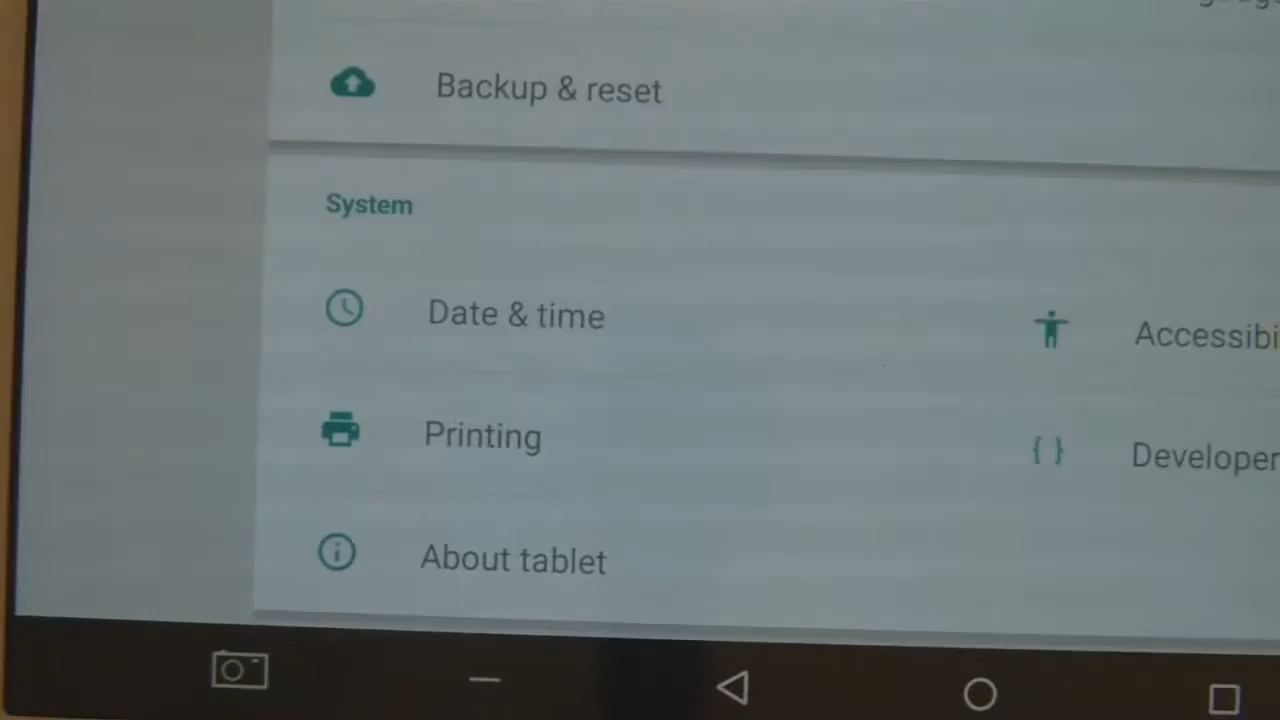 Backup & reset
System
Date & time
Accessibi
Printing
{ } Developer
About tablet